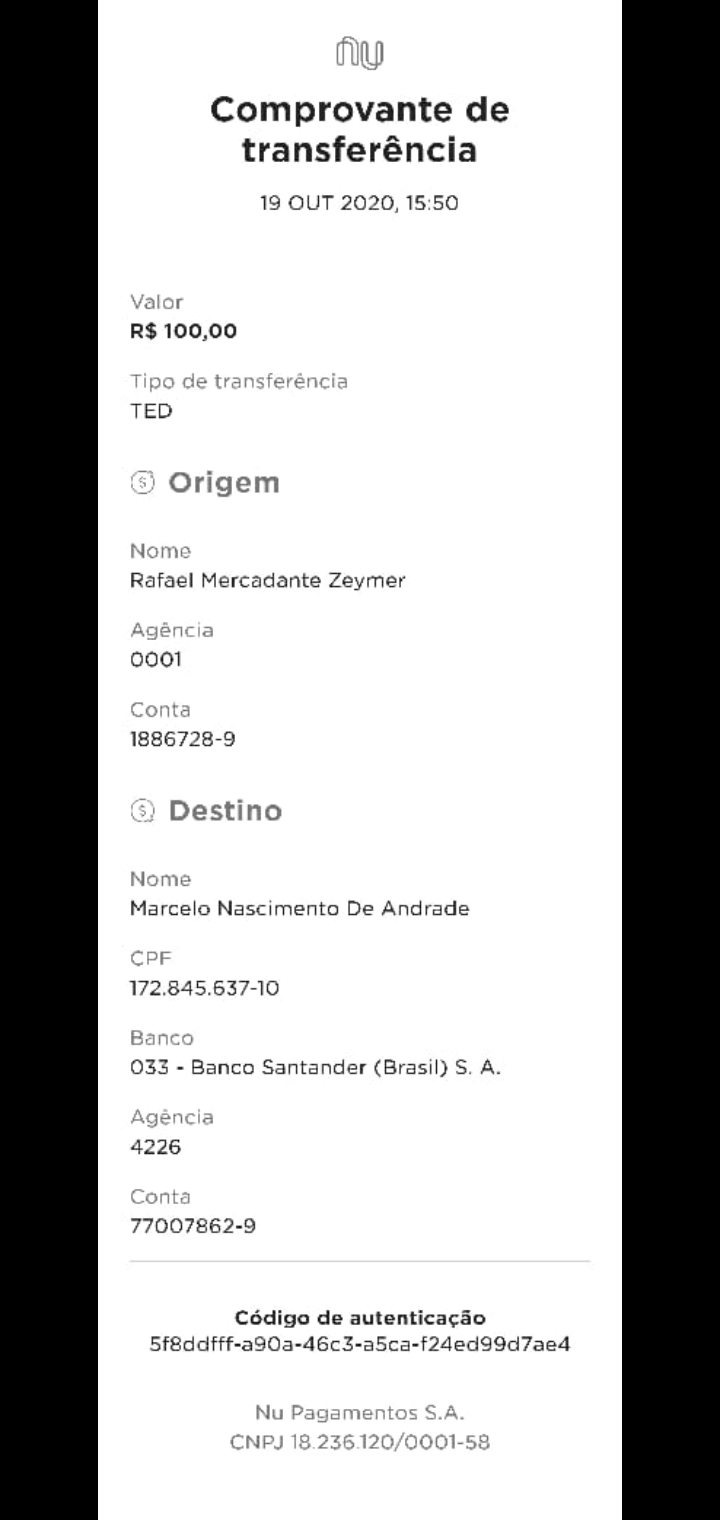 nu
Comprovante de
transferência
19 OUT 2020, 15:50
Valor
R$ 100,00
Tipo de transferência
TED
Origem
Nome
Rafael Mercadante Zeymer
Agência
0001
Conta
1886728-9
Destino
Nome
Marcelo Nascimento De Andrade
CPF
172.845.637-10
Banco
033 - Banco Santander (Brasil) S. A.
Agência
4226
Conta
77007862-9
Código de autenticação
5f8ddfff-a90a-46c3-a5ca-f24ed99d7ae4
Nu Pagamentos S.A.
CNPJ 18.236.120/0001-58